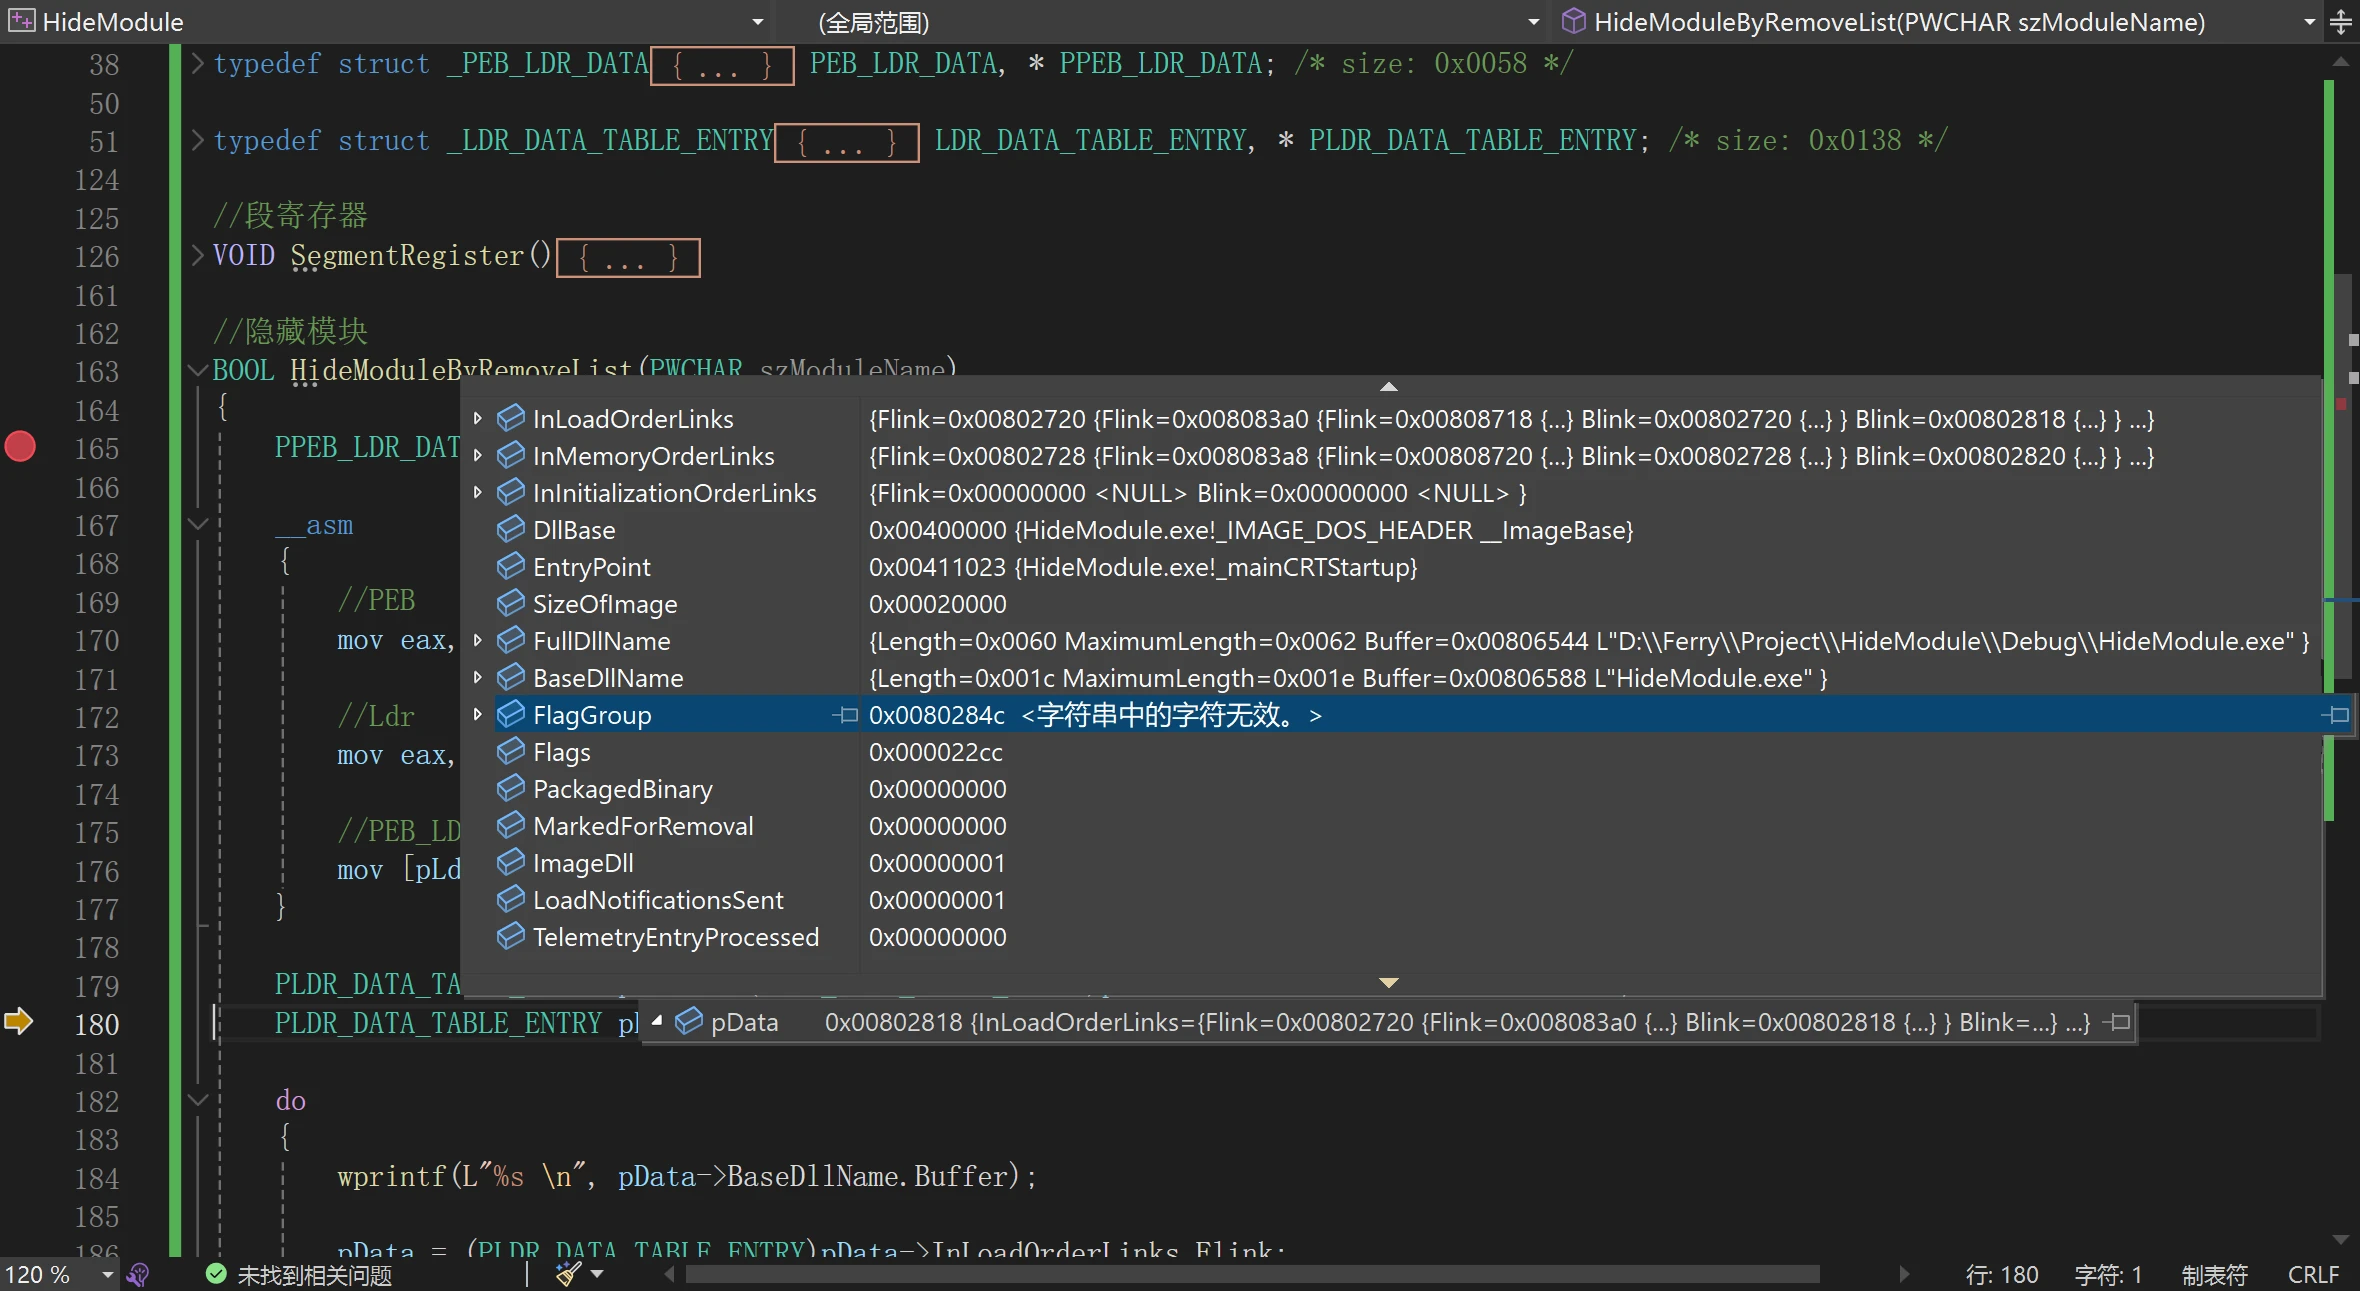 HideModule (全局范围) HideModuleByRemoveList(PWCHAR szModuleName)
38 typedef struct _PEB_LDR_DATA { ... } PEB_LDR_DATA, * PPEB_LDR_DATA; /* size: 0x0058 */
50
51 typedef struct _LDR_DATA_TABLE_ENTRY { ... } LDR_DATA_TABLE_ENTRY, * PLDR_DATA_TABLE_ENTRY; /* size: 0x0138 */
124
125 //段寄存器
126 VOID SegmentRegister() { ... }
161
162 //隐藏模块
163 BOOL HideModuleByRemoveList(PWCHAR szModuleName)
164 {
165 PPEB_LDR_DAT
166
167 __asm
168 {
169 //PEB
170 mov eax,
171
172 //Ldr
173 mov eax,
174
175 //PEB_LD
176 mov [pLd
177 }
178
179 PLDR_DATA_TA
180 PLDR_DATA_TABLE_ENTRY
181
182 do
183 {
184 wprintf(L"%s \n", pData->BaseDllName.Buffer);
185
186 pData = (PLDR_DATA_TABLE_ENTRY)pData->InLoadOrderLinks.Flink;
InLoadOrderLinks {Flink=0x00802720 {Flink=0x008083a0 {Flink=0x00808718 {...} Blink=0x00802720 {...} } Blink=0x00802818 {...} } ...}
InMemoryOrderLinks {Flink=0x00802728 {Flink=0x008083a8 {Flink=0x00808720 {...} Blink=0x00802728 {...} } Blink=0x00802820 {...} } ...}
InInitializationOrderLinks {Flink=0x00000000 <NULL> Blink=0x00000000 <NULL> }
DllBase 0x00400000 {HideModule.exe!_IMAGE_DOS_HEADER __ImageBase}
EntryPoint 0x00411023 {HideModule.exe!_mainCRTStartup}
SizeOfImage 0x00020000
FullDllName {Length=0x0060 MaximumLength=0x0062 Buffer=0x00806544 L"D:\\Ferry\\Project\\HideModule\\Debug\\HideModule.exe" }
BaseDllName {Length=0x001c MaximumLength=0x001e Buffer=0x00806588 L"HideModule.exe" }
FlagGroup 0x0080284c <字符串中的字符无效。>
Flags 0x000022cc
PackagedBinary 0x00000000
MarkedForRemoval 0x00000000
ImageDll 0x00000001
LoadNotificationsSent 0x00000001
TelemetryEntryProcessed 0x00000000
pData 0x00802818 {InLoadOrderLinks={Flink=0x00802720 {Flink=0x008083a0 {...} Blink=0x00802818 {...} } Blink=...} ...}
120 % 未找到相关问题 行: 180 字符: 1 制表符 CRLF